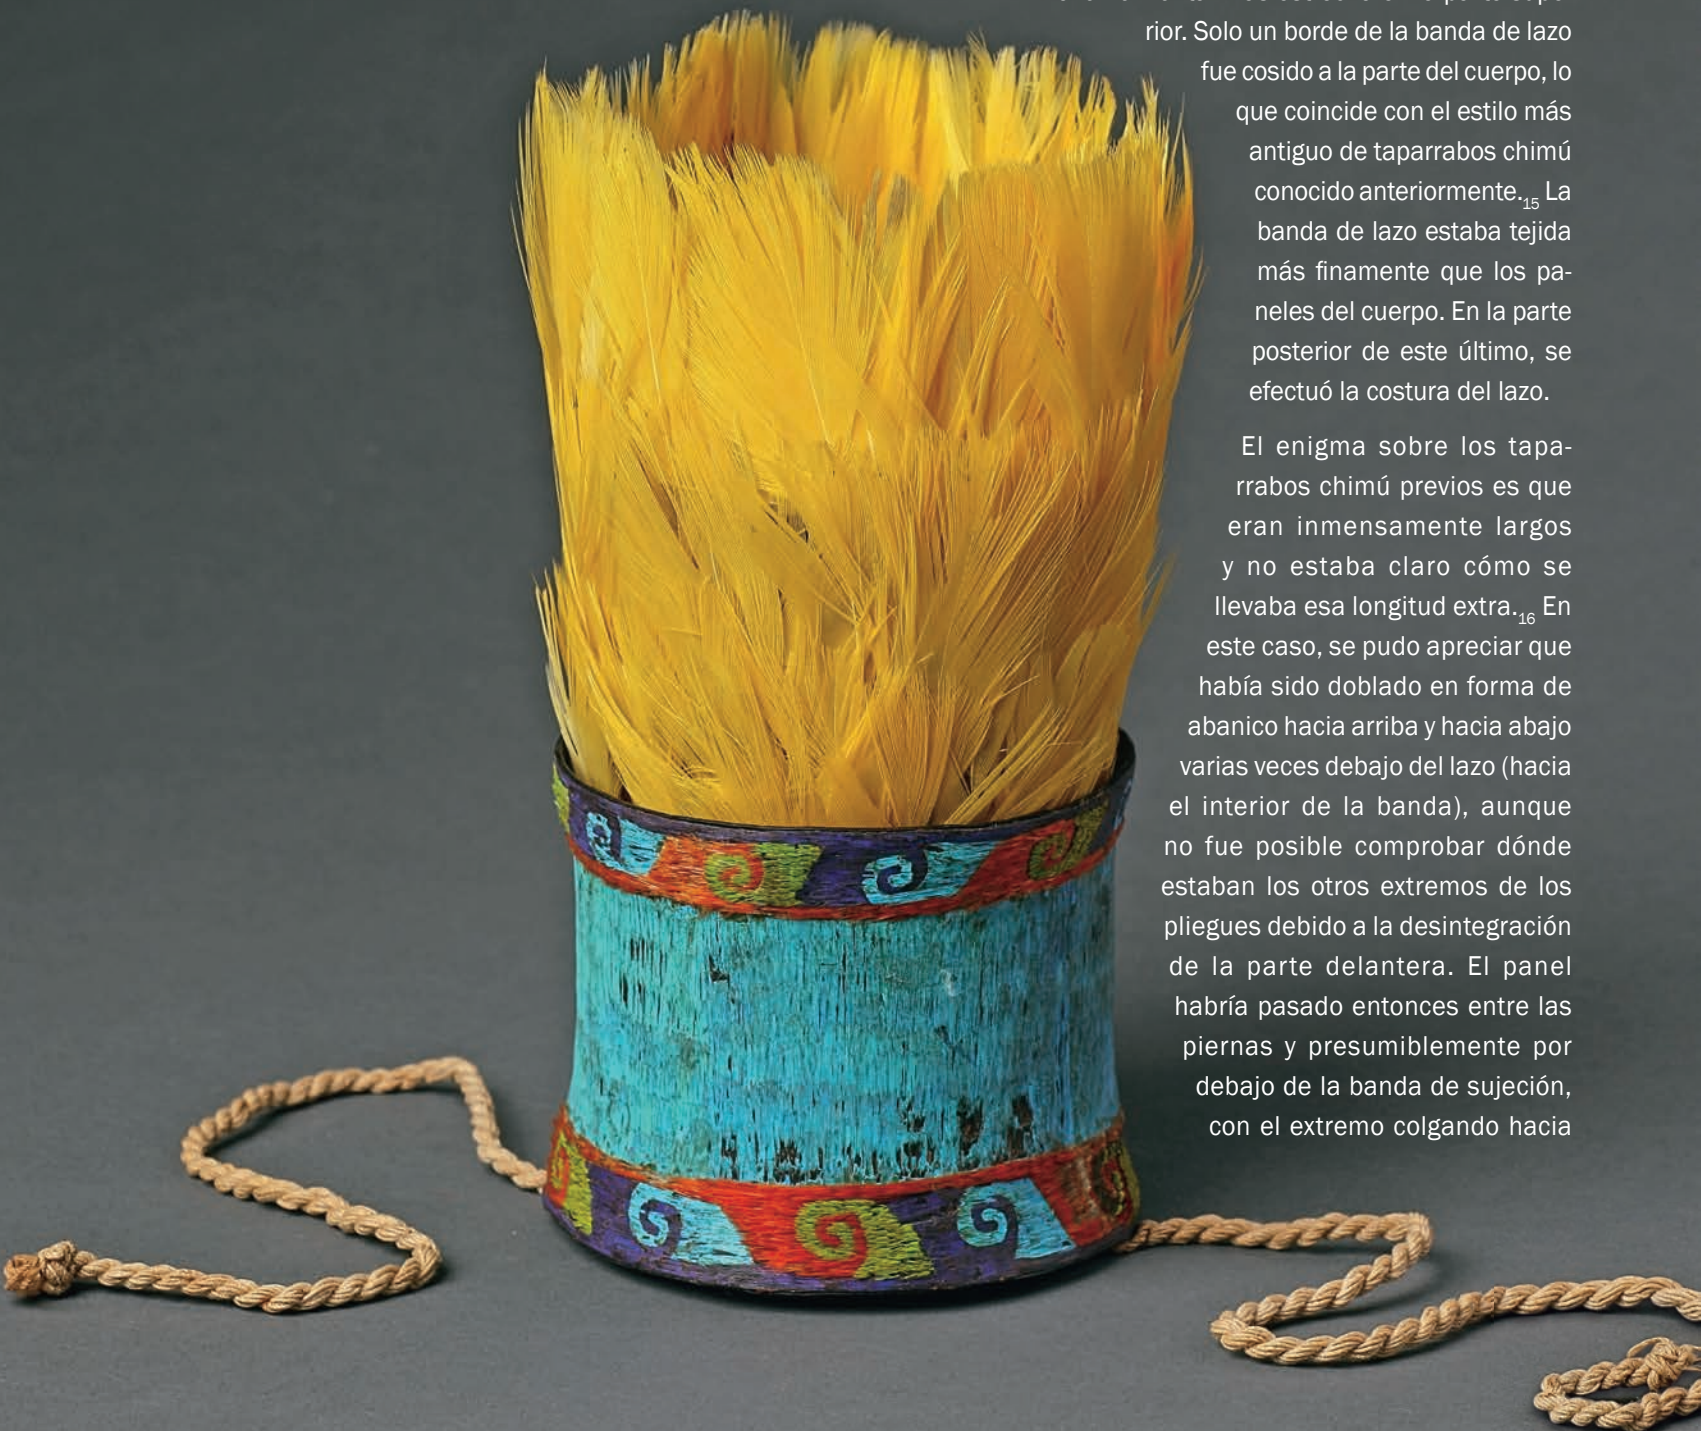 rior. Solo un borde de la banda de lazo
fue cosido a la parte del cuerpo, lo
que coincide con el estilo más
antiguo de taparrabos chimú
conocido anteriormente.15 La
banda de lazo estaba tejida
más finamente que los pa-
neles del cuerpo. En la parte
posterior de este último, se
efectuó la costura del lazo.
El enigma sobre los tapa-
rrabos chimú previos es que
eran inmensamente largos
y no estaba claro cómo se
llevaba esa longitud extra.16 En
este caso, se pudo apreciar que
había sido doblado en forma de
abanico hacia arriba y hacia abajo
varias veces debajo del lazo (hacia
el interior de la banda), aunque
no fue posible comprobar dónde
estaban los otros extremos de los
pliegues debido a la desintegración
de la parte delantera. El panel
habría pasado entonces entre las
piernas y presumiblemente por
debajo de la banda de sujeción,
con el extremo colgando hacia